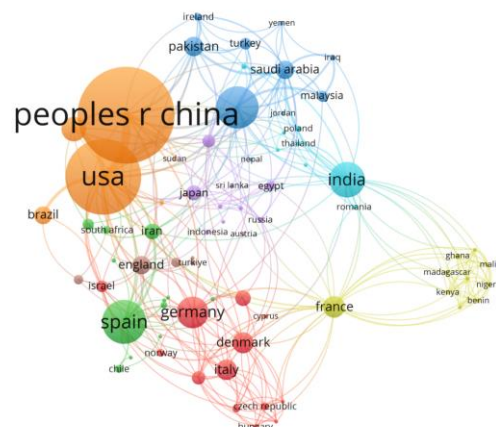 ireland
yemen
pakistan
turkey
iraq
saudi arabia
malaysia
peoples r china
jordan
poland
thailand
sudan
nepal
usa
india
japan
sri lanka
egypt
romania
brazil
russia
south africa
iran
indonesia
austria
ghana
mali
england
turkiye
madagascar
niger
israel
kenya
benin
france
spain
germany
cyprus
norway
denmark
chile
italy
czech republic
hungary